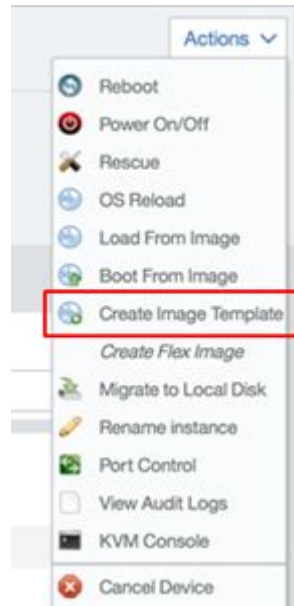 Actions
Reboot
Power On/Off
Rescue
OS Reload
Load From Image
Boot From Image
Create Image Template
Create Flex Image
Migrate to Local Disk
Rename instance
Port Control
View Audit Logs
KVM Console
Cancel Device